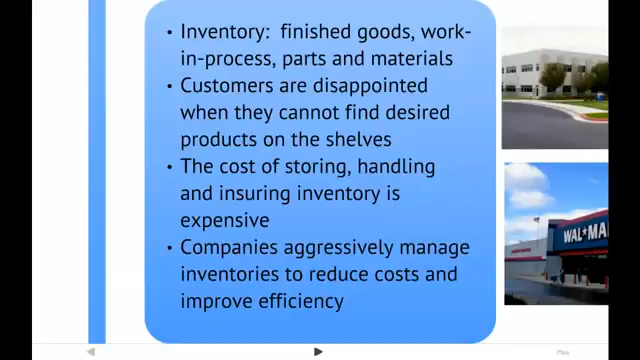 • Inventory: finished goods, work-
in-process, parts and materials
• Customers are disappointed
when they cannot find desired
products on the shelves
• The cost of storing, handling
and insuring inventory is
expensive
• Companies aggressively manage
inventories to reduce costs and
improve efficiency
WAL★MA
More